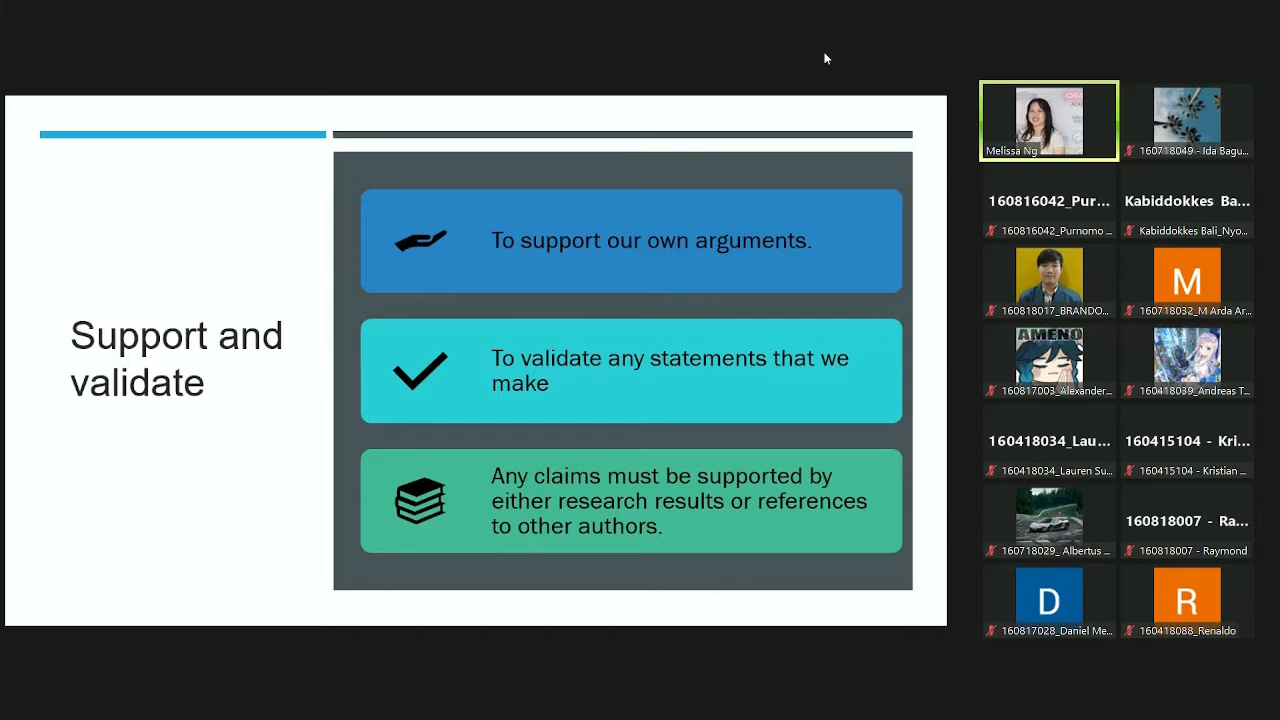 Support and
validate
To support our own arguments.
To validate any statements that we
make
Any claims must be supported by
either research results or references
to other authors.
Melissa Ng
160718049 - Ida Bagu...
160816042_Pur...
160816042_Purnomo ...
Kabiddokkes Ba...
Kabiddokkes Bali_Nyo...
160818017_BRANDO...
M
160718032_M Arda Ar...
AMENO
160817003_Alexander...
160418039_Andreas T...
160418034_Lau...
160418034_Lauren Su...
160415104 - Kri...
160415104 - Kristian ...
160718029_ Albertus ...
160818007 - Ra...
160818007 - Raymond
D
160817028_Daniel Me...
R
160418088_Renaldo